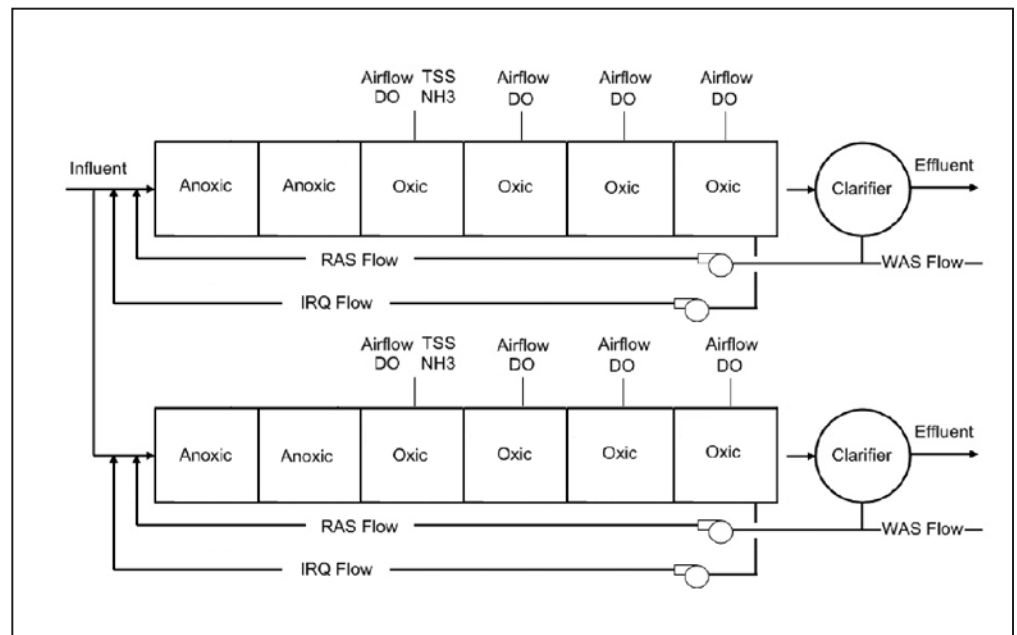 Airflow TSS
DO NH3
Airflow
DO
Airflow
DO
Airflow
DO
Influent
Anoxic
Anoxic
Oxic
Oxic
Oxic
Oxic
Clarifier
Effluent
RAS Flow
WAS Flow
IRQ Flow
Airflow TSS
DO NH3
Airflow
DO
Airflow
DO
Airflow
DO
Anoxic
Anoxic
Oxic
Oxic
Oxic
Oxic
Clarifier
Effluent
RAS Flow
WAS Flow
IRQ Flow